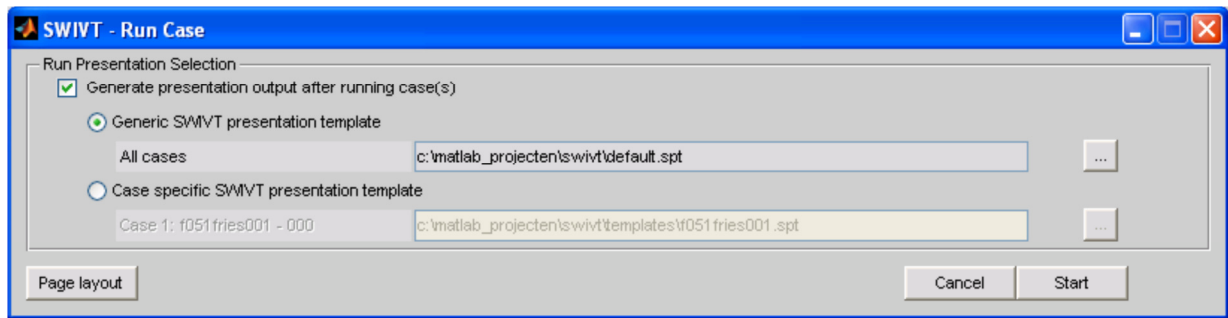 SWIVT - Run Case
Run Presentation Selection
Generate presentation output after running case(s)
Generic SWIVT presentation template
All cases c:\matlab_projecten\swivt\default.spt ...
Case specific SWIVT presentation template
Case 1: f051fries001 - 000 c:\matlab_projecten\swivt\templates\f051fries001.spt ...
Page layout Cancel Start